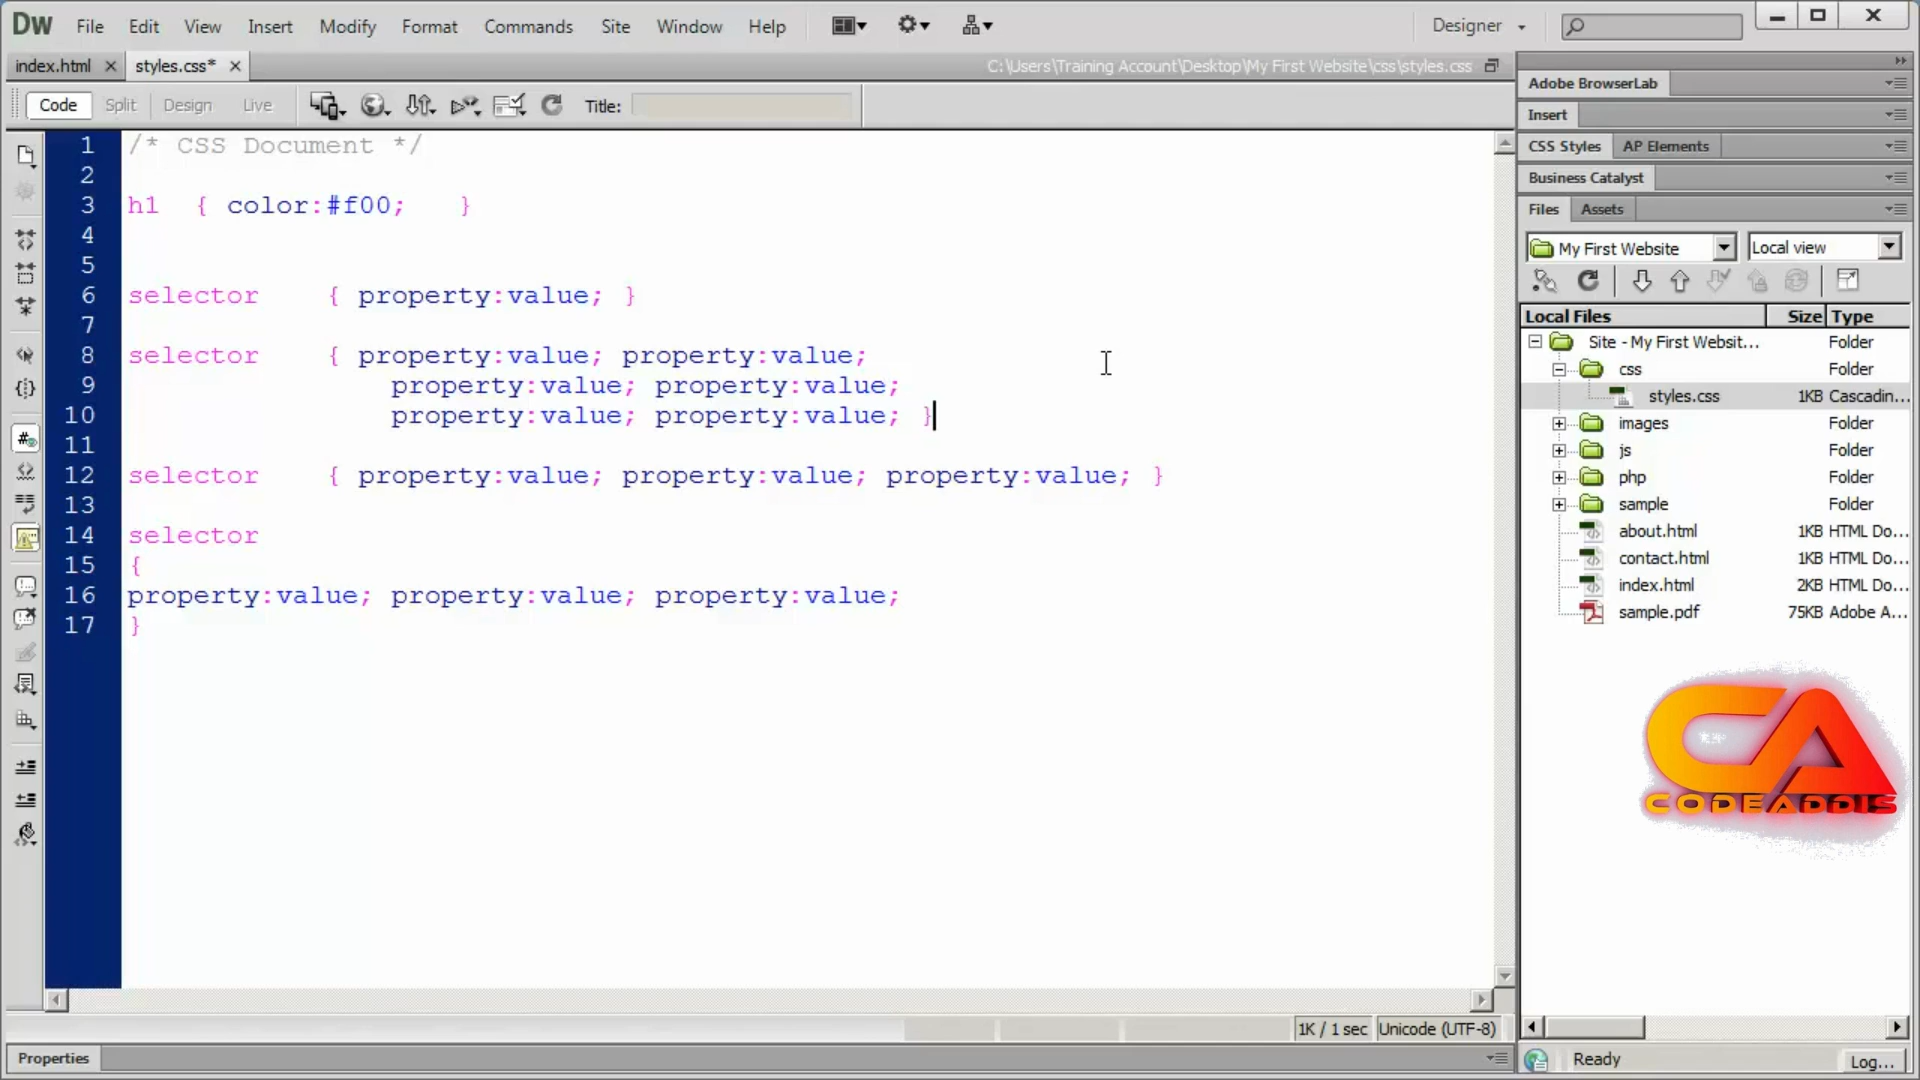 Dw File Edit View Insert Modify Format Commands Site Window Help Designer
index.html styles.css* C:\Users\Training Account\Desktop\My First Website\css\styles.css
Code Split Design Live Title:
1 /* CSS Document */
2
3 h1 { color:#f00; }
4
5
6 selector { property:value; }
7
8 selector { property:value; property:value;
9 property:value; property:value;
10 property:value; property:value; }
11
12 selector { property:value; property:value; property:value; }
13
14 selector
15 {
16 property:value; property:value; property:value;
17 }
1K / 1 sec Unicode (UTF-8)
Properties
Adobe BrowserLab
Insert
CSS Styles AP Elements
Business Catalyst
Files Assets
My First Website Local view
Local Files Size Type
Site - My First Websit... Folder
css Folder
styles.css 1KB Cascadin...
images Folder
js Folder
php Folder
sample Folder
about.html 1KB HTML Do...
contact.html 1KB HTML Do...
index.html 2KB HTML Do...
sample.pdf 75KB Adobe A...
CA
CODEADDIS
Ready Log...